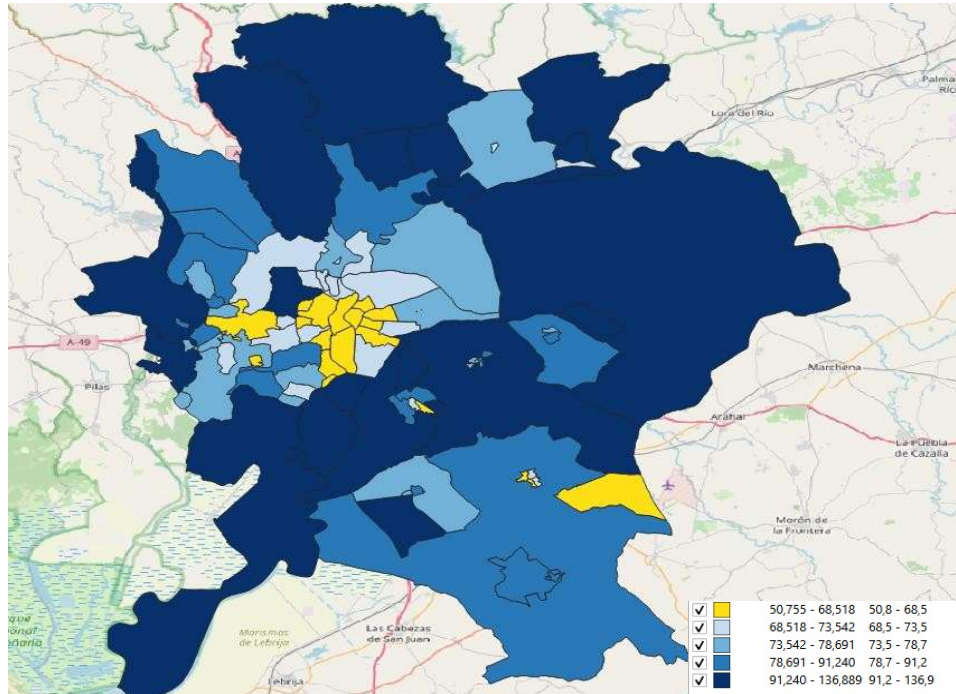 Palma
Río
Lora del Río
A
A-49
Pilas
Marchena
Arahal
La Puebla
de Cazalla
Morón de
la Frontera
que
Marismas
de Lebrija
Las Cabezas
de San Juan
Lebrija
50,755 - 68,518 50,8 - 68,5
68,518 - 73,542 68,5 - 73,5
73,542 - 78,691 73,5 - 78,7
78,691 - 91,240 78,7 - 91,2
91,240 - 136,889 91,2 - 136,9